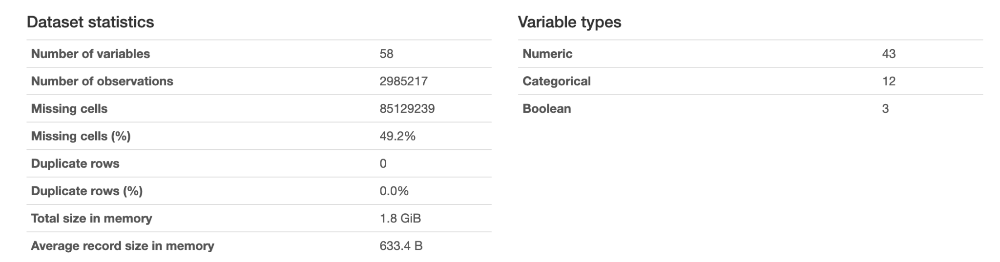 Dataset statistics
Number of variables 58
Number of observations 2985217
Missing cells 85129239
Missing cells (%) 49.2%
Duplicate rows 0
Duplicate rows (%) 0.0%
Total size in memory 1.8 GiB
Average record size in memory 633.4 B
Variable types
Numeric 43
Categorical 12
Boolean 3